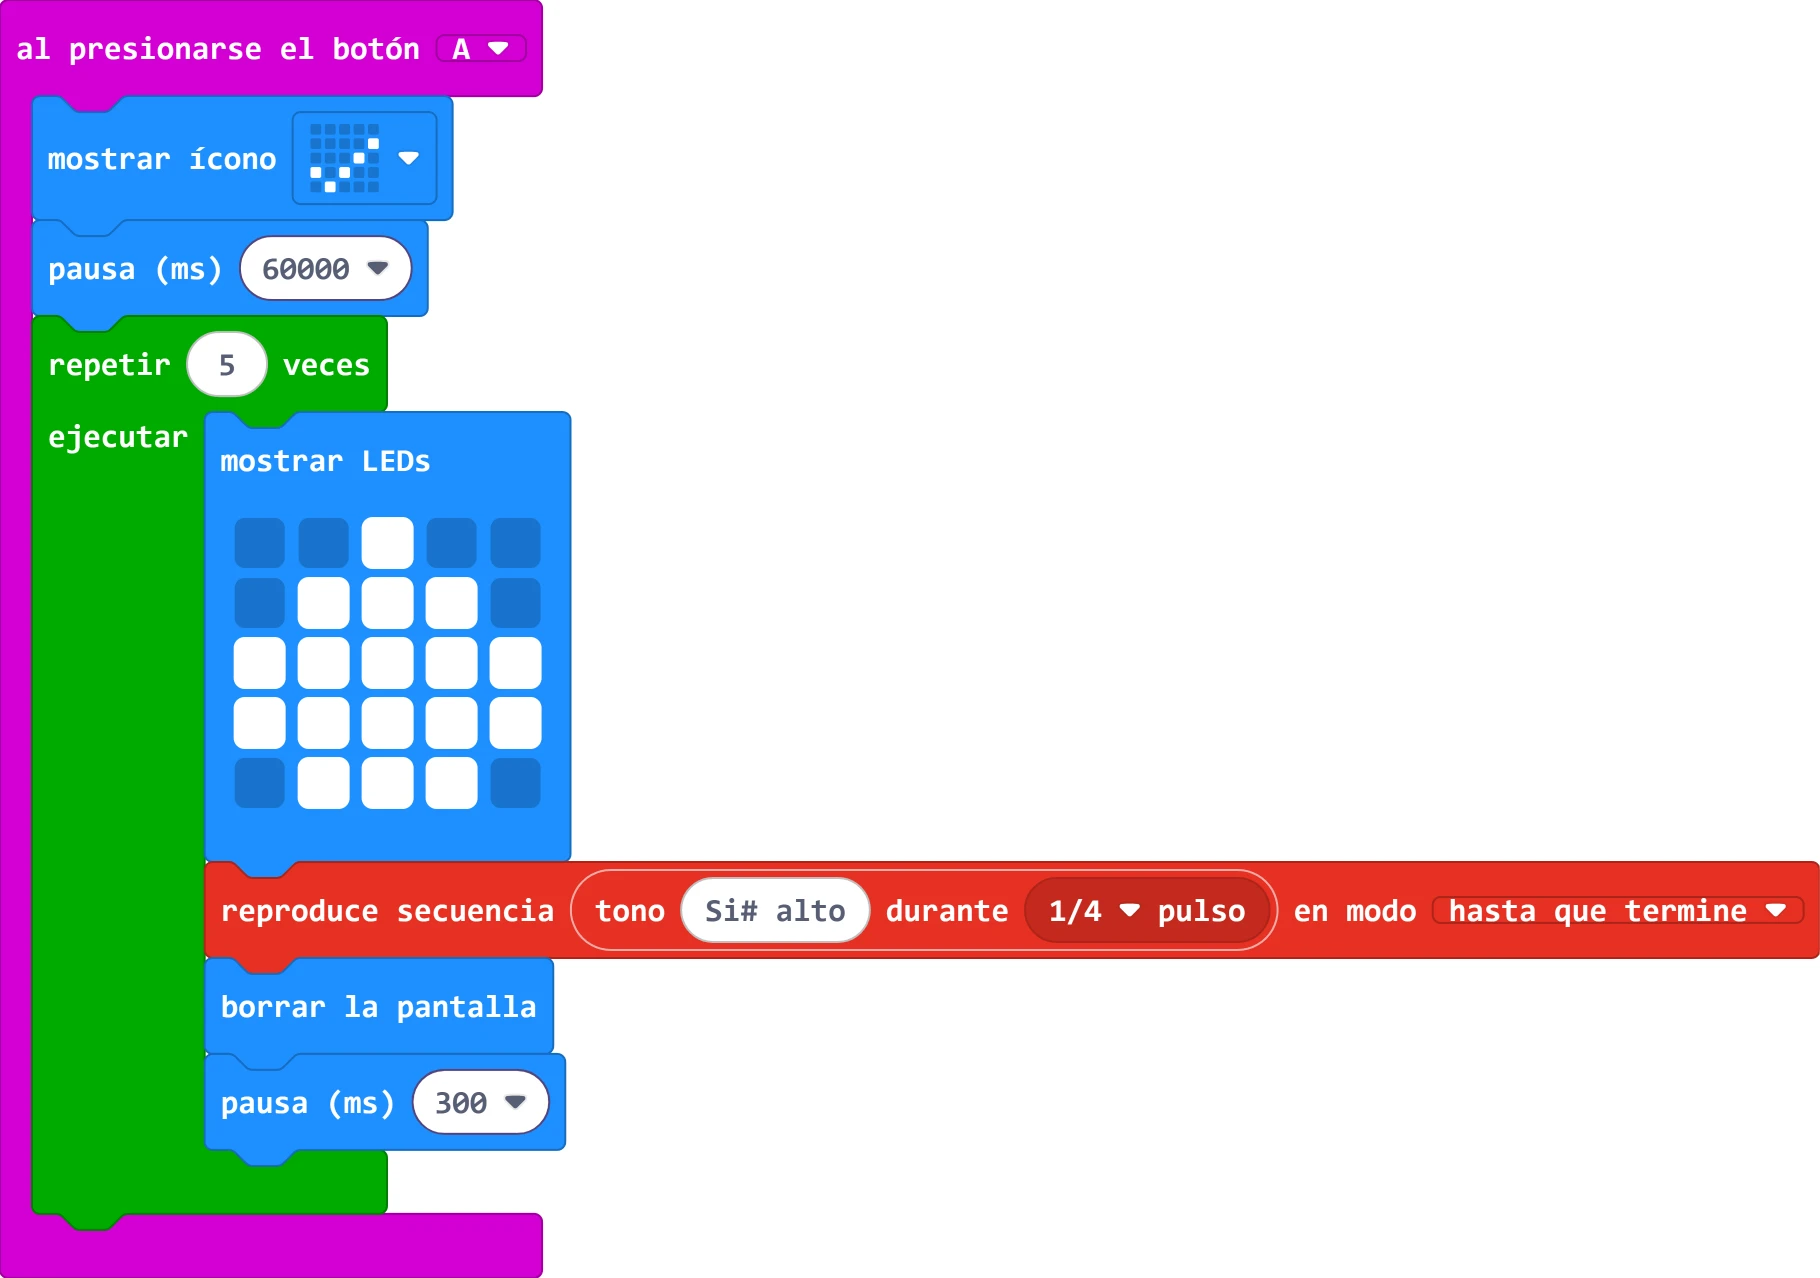 al presionarse el botón A
mostrar ícono
pausa (ms) 60000
repetir 5 veces
ejecutar
mostrar LEDs
reproduce secuencia tono Si# alto durante 1/4 pulso en modo hasta que termine
borrar la pantalla
pausa (ms) 300